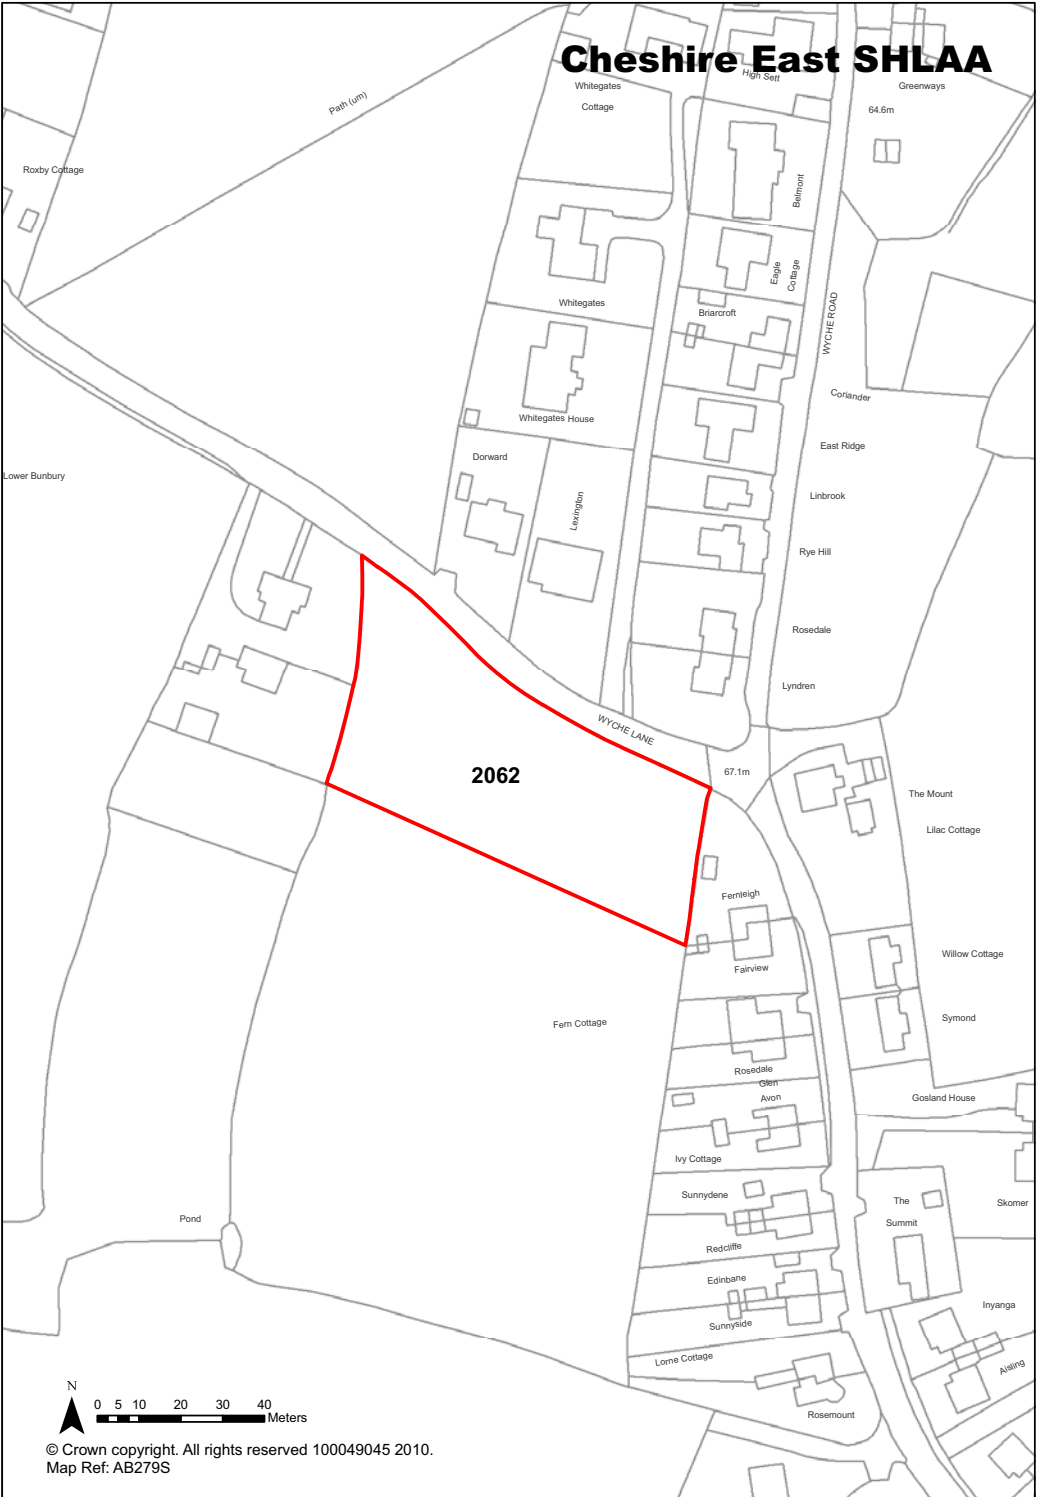 Cheshire East SHLAA
High Sett
Whitegates
Cottage
Greenways
64.6m
Path (um)
Roxby Cottage
Belmont
Eagle
Cottage
Whitegates
Briarcroft
WYCHE ROAD
Coriander
Whitegates House
East Ridge
Dorward
Lower Bunbury
Lexington
Linbrook
Rye Hill
Rosedale
Lyndren
WYCHE LANE
2062
67.1m
The Mount
Lilac Cottage
Fernleigh
Willow Cottage
Fairview
Fern Cottage
Symond
Rosedale
Glen
Avon
Gosland House
Ivy Cottage
Sunnydene
The
Summit
Skomer
Pond
Redcliffe
Edinbane
Inyanga
Sunnyside
Lorne Cottage
Aisling
Rosemount
N
0 5 10 20 30 40
Meters
© Crown copyright. All rights reserved 100049045 2010.
Map Ref: AB279S